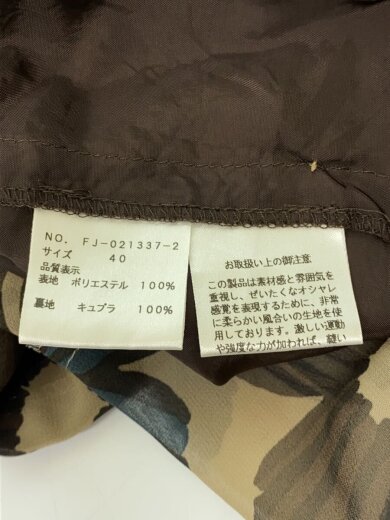 NO. FJ-021337-2
サイズ 40
品質表示
表地 ポリエステル 100%
裏地 キュプラ 100%
お取扱い上の御注意
この製品は素材感と雰囲気を
重視し、ぜいたくなオシャレ
感覚を表現するために、非常
に柔らかい風合いの生地を使
用しております。激しい運動
や強度な力が加われば、縫い